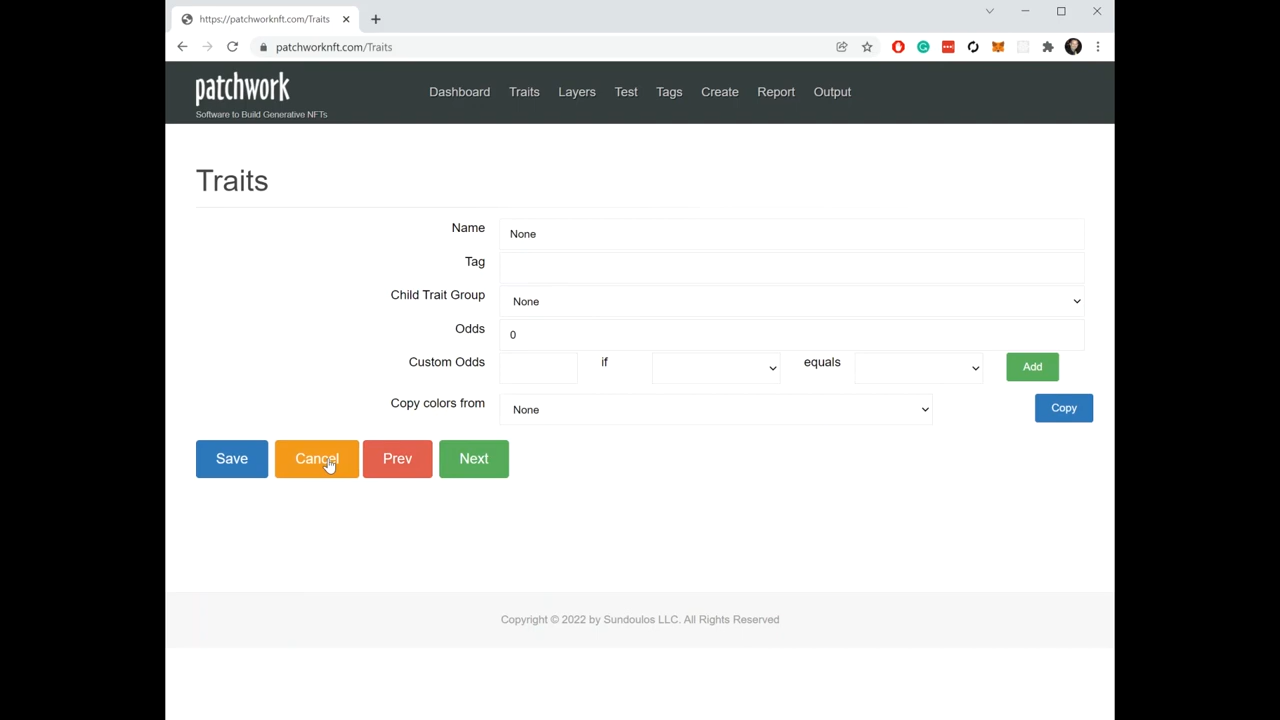 https://patchworknft.com/Traits
patchworknft.com/Traits
patchwork
Software to Build Generative NFTs
Dashboard Traits Layers Test Tags Create Report Output
Traits
Name None
Tag
Child Trait Group None
Odds 0
Custom Odds if equals Add
Copy colors from None Copy
Save Cancel Prev Next
Copyright © 2022 by Sundoulos LLC. All Rights Reserved